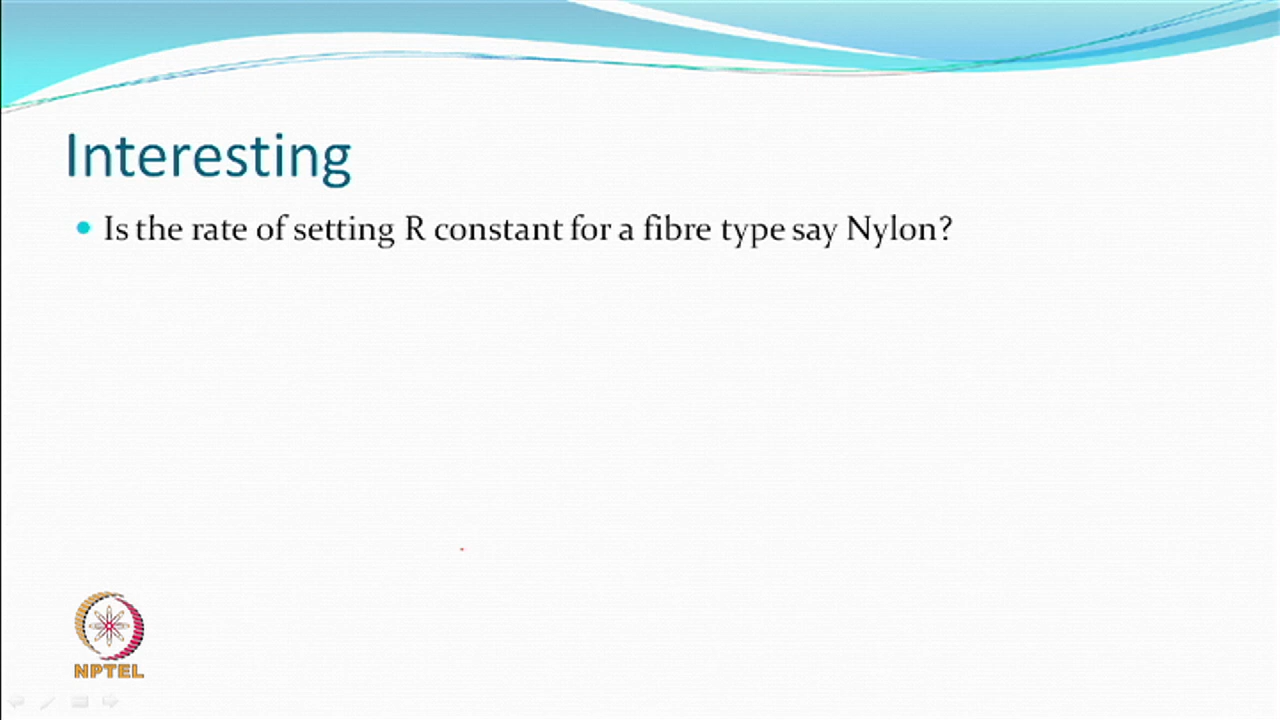 Interesting
Is the rate of setting R constant for a fibre type say Nylon?
NPTEL